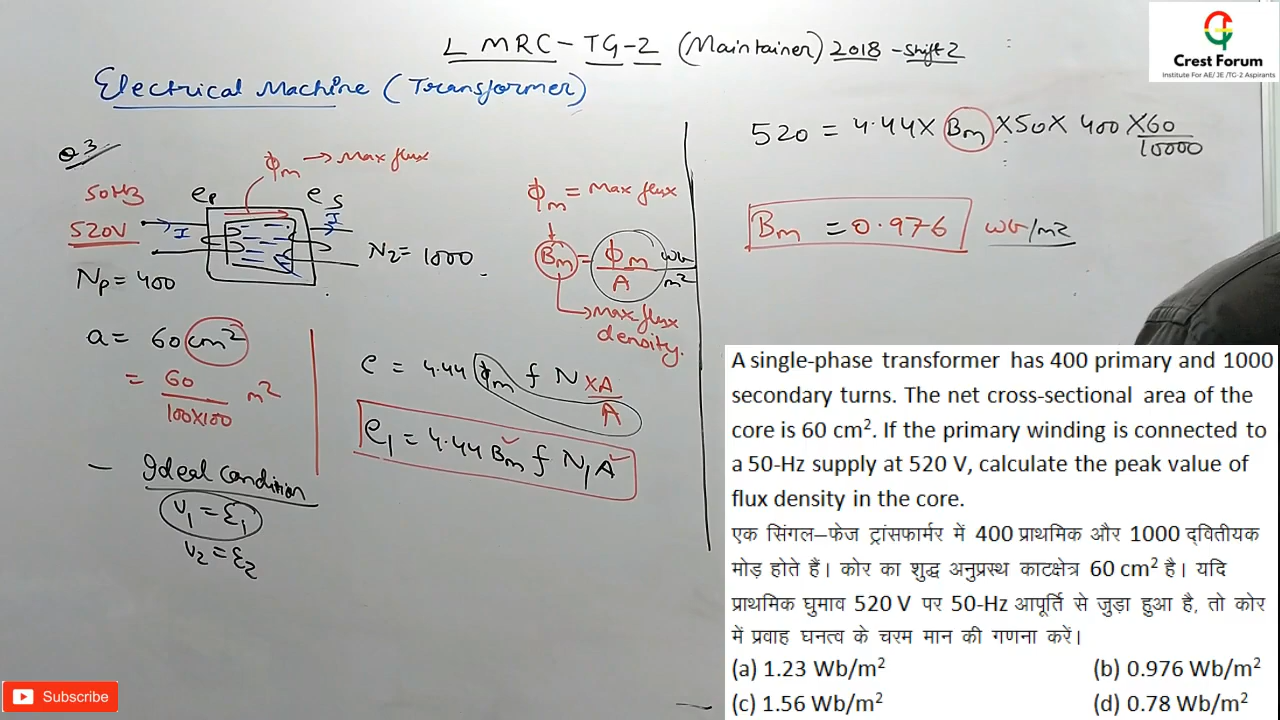 L MRC - TG-2 (Maintainer) 2018 - Shift 2
Crest Forum
Institute For AE/ JE /TG-2 Aspirants
Electrical Machine (Transformer)
Q.3
ϕm → Max flux
50Hz
ep
es
520V
I
I
Np = 400
N2 = 1000
a = 60 cm²
= 60/100×100 m²
- Ideal condition
V1 = ε1
V2 = ε2
ϕm = Max flux
Bm = ϕm/A wb/m²
→ Max flux
density.
e = 4.44 ϕm f N × A/A
e1 = 4.44 Bm f N1 A
520 = 4.44 × Bm × 50 × 400 × 60/10000
Bm = 0.976 wb/m2
A single-phase transformer has 400 primary and 1000
secondary turns. The net cross-sectional area of the
core is 60 cm². If the primary winding is connected to
a 50-Hz supply at 520 V, calculate the peak value of
flux density in the core.
एक सिंगल–फेज ट्रांसफार्मर में 400 प्राथमिक और 1000 द्वितीयक
मोड़ होते हैं। कोर का शुद्ध अनुप्रस्थ काटक्षेत्र 60 cm² है। यदि
प्राथमिक घुमाव 520 V पर 50-Hz आपूर्ति से जुड़ा हुआ है, तो कोर
में प्रवाह घनत्व के चरम मान की गणना करें।
(a) 1.23 Wb/m² (b) 0.976 Wb/m²
(c) 1.56 Wb/m² (d) 0.78 Wb/m²
Subscribe